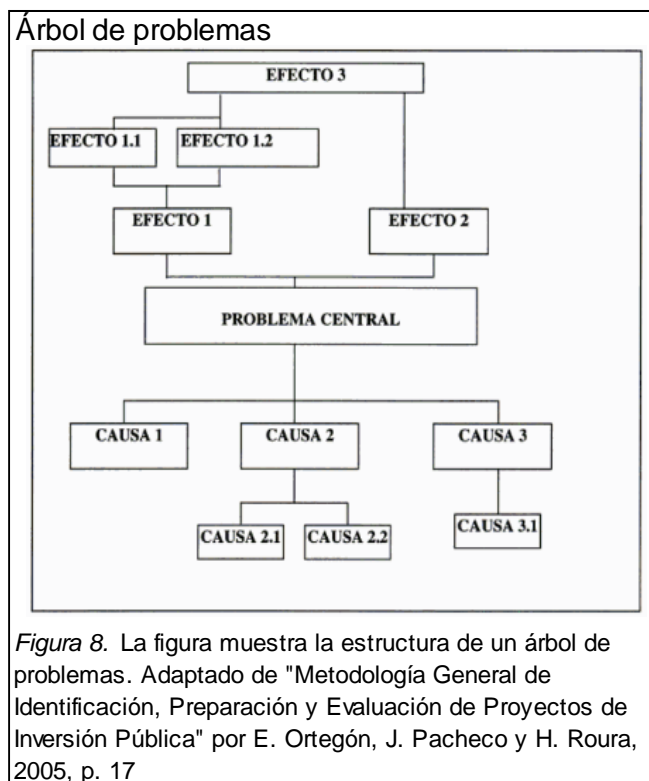 Árbol de problemas
EFECTO 3
EFECTO 1.1
EFECTO 1.2
EFECTO 1
EFECTO 2
PROBLEMA CENTRAL
CAUSA 1
CAUSA 2
CAUSA 3
CAUSA 2.1
CAUSA 2.2
CAUSA 3.1
Figura 8. La figura muestra la estructura de un árbol de
problemas. Adaptado de "Metodología General de
Identificación, Preparación y Evaluación de Proyectos de
Inversión Pública" por E. Ortegón, J. Pacheco y H. Roura,
2005, p. 17